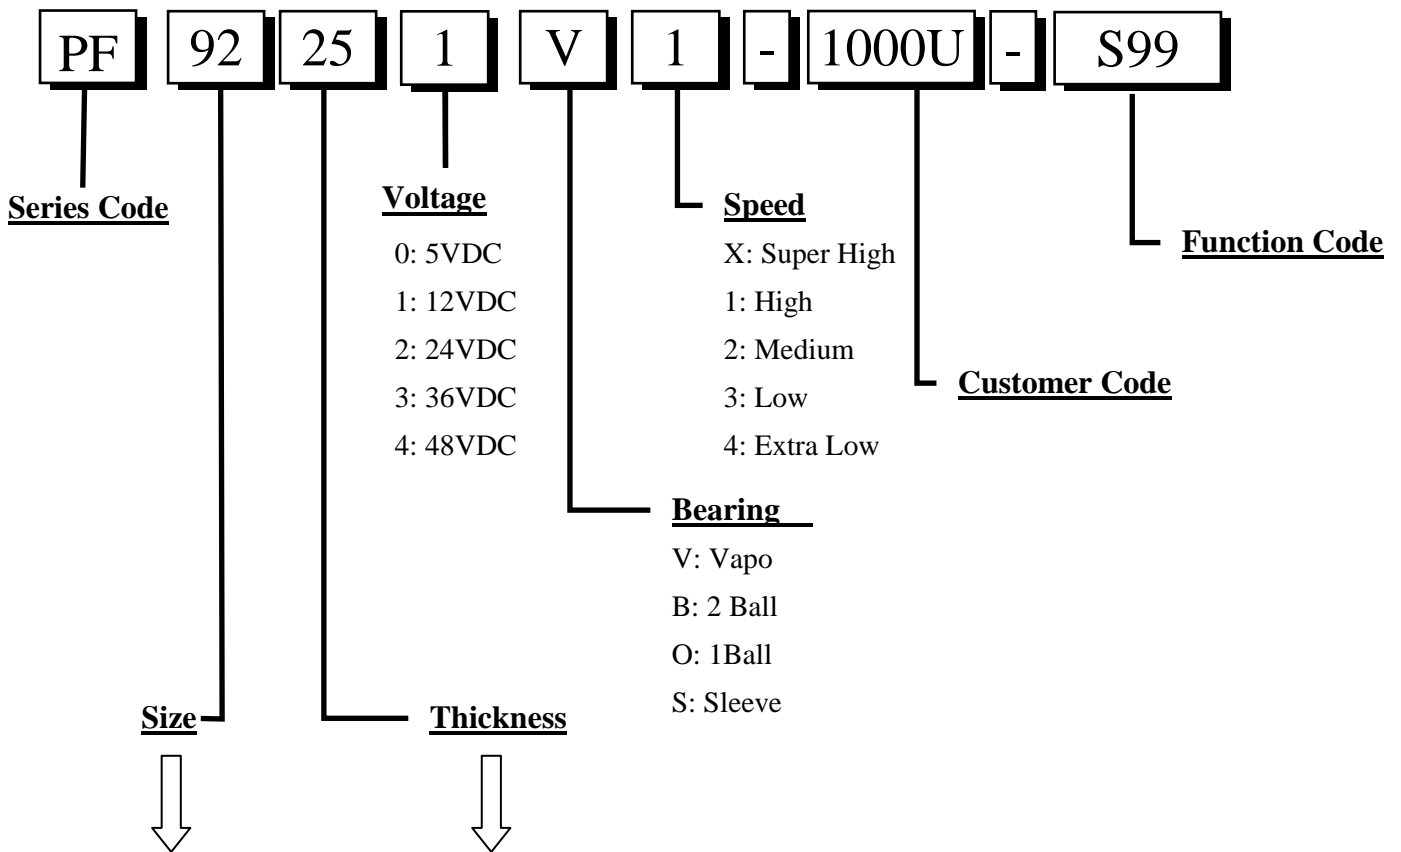 PF 92 25 1 V 1 - 1000U - S99
Series Code
Voltage
0: 5VDC
1: 12VDC
2: 24VDC
3: 36VDC
4: 48VDC
Speed
X: Super High
1: High
2: Medium
3: Low
4: Extra Low
Function Code
Customer Code
Bearing
V: Vapo
B: 2 Ball
O: 1Ball
S: Sleeve
Size
Thickness